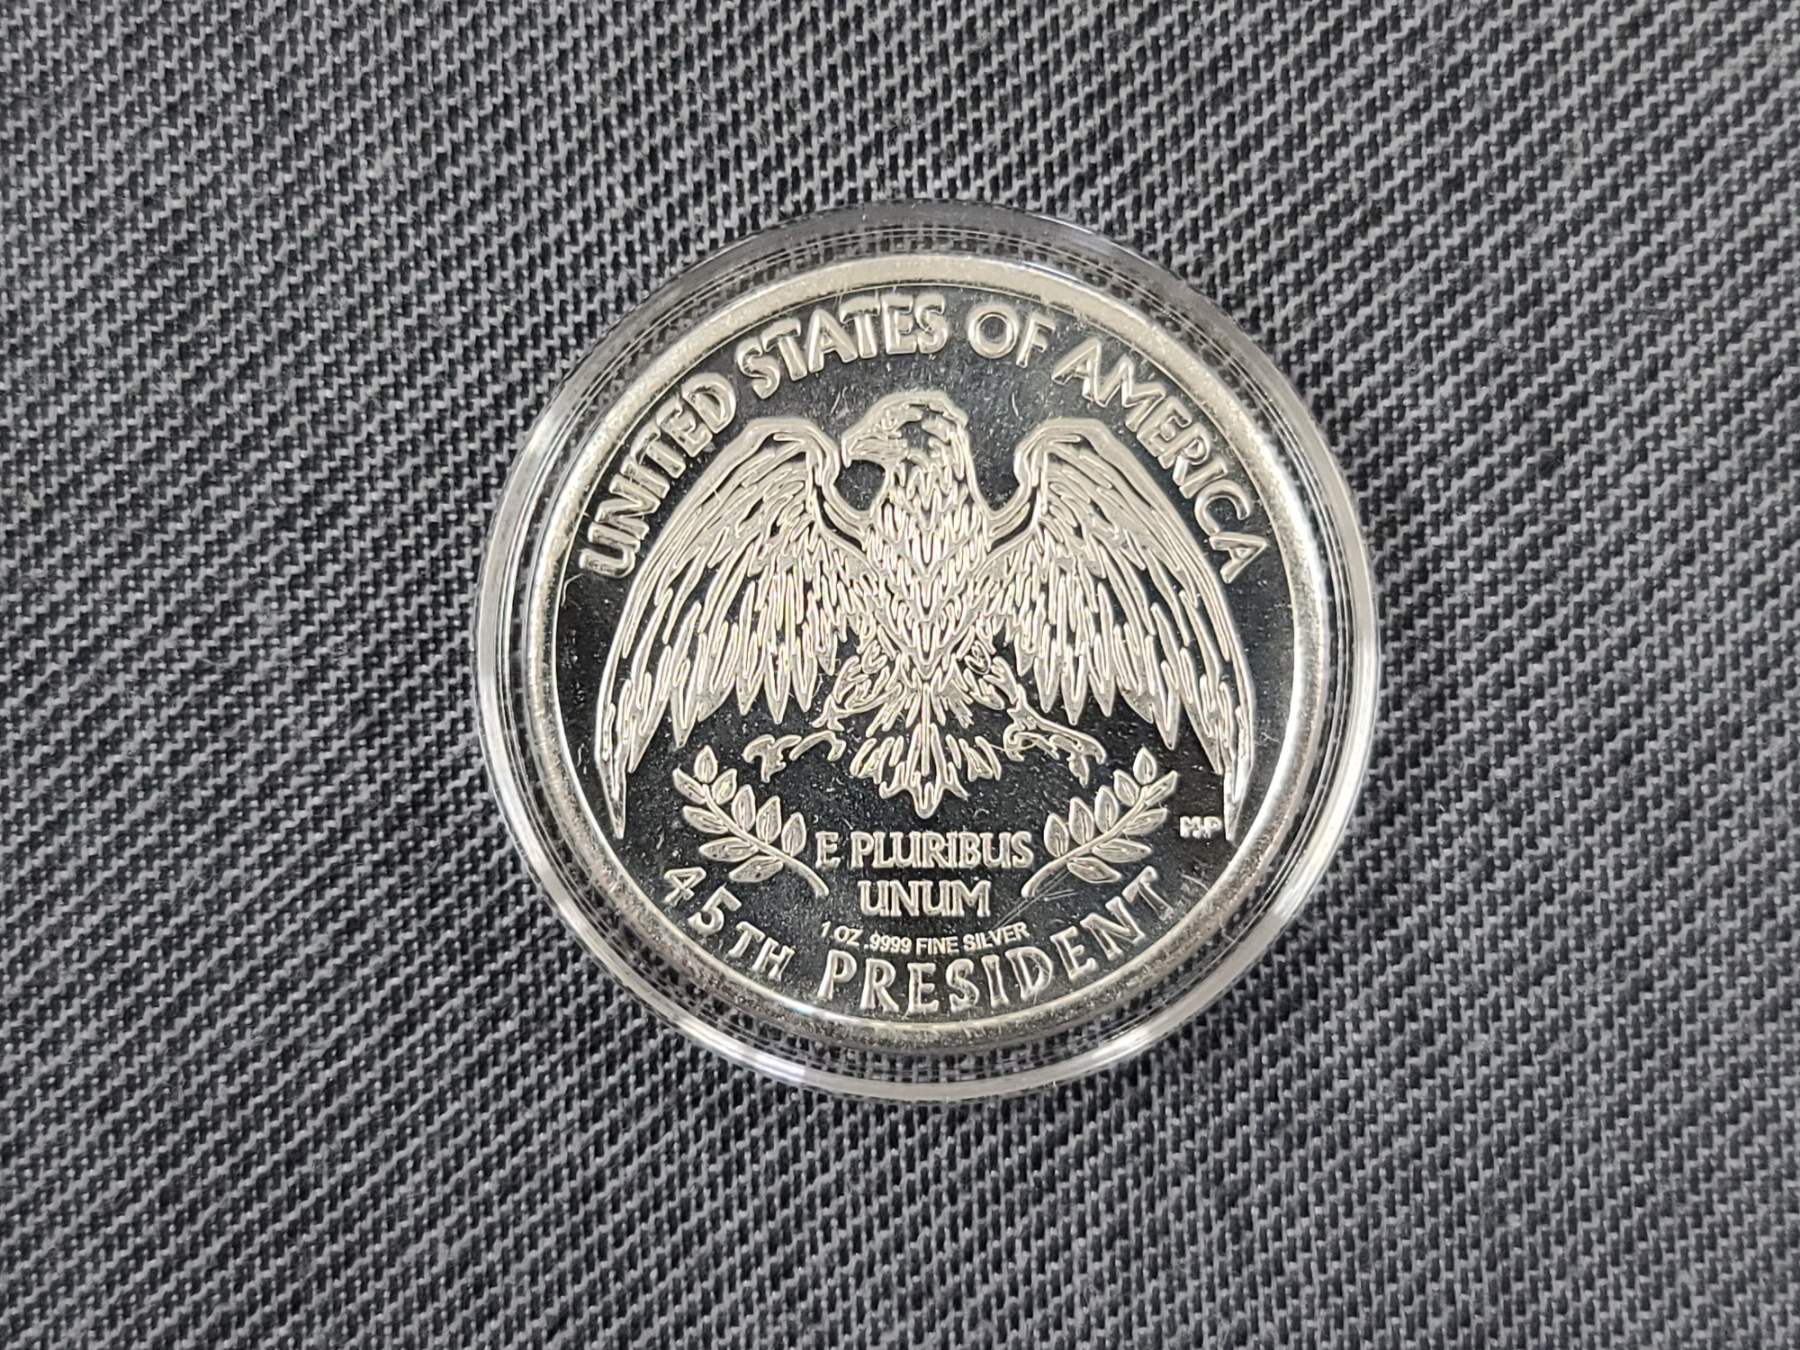 UNITED STATES OF AMERICA
E PLURIBUS
UNUM
1 OZ .9999 FINE SILVER
45TH PRESIDENT